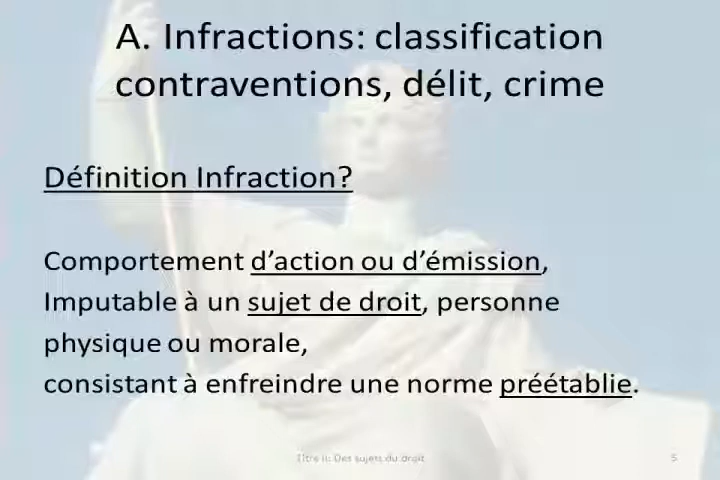 A. Infractions: classification
contraventions, délit, crime
Définition Infraction?
Comportement d’action ou d’émission,
Imputable à un sujet de droit, personne
physique ou morale,
consistant à enfreindre une norme préétablie.
Titre II: Des sujets du droit
5